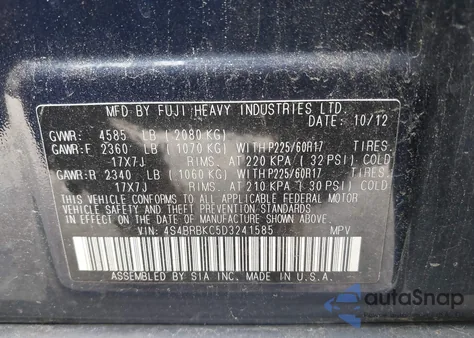 MFD BY FUJI HEAVY INDUSTRIES LTD.
DATE: 10/12
GVWR: 4585 LB (2080 KG)
GAWR:F 2360 LB (1070 KG) WITH P225/60R17 TIRES,
17X7J RIMS, AT 220 KPA (32 PSI) COLD
GAWR:R 2340 LB (1060 KG) WITH P225/60R17 TIRES,
17X7J RIMS, AT 210 KPA (30 PSI) COLD
THIS VEHICLE CONFORMS TO ALL APPLICABLE FEDERAL MOTOR
VEHICLE SAFETY, BUMPER, AND THEFT PREVENTION STANDARDS
IN EFFECT ON THE DATE OF MANUFACTURE SHOWN ABOVE.
VIN: 4S4BRBKC5D3241585 MPV
ASSEMBLED BY SIA INC. MADE IN U.S.A.
autoSnap